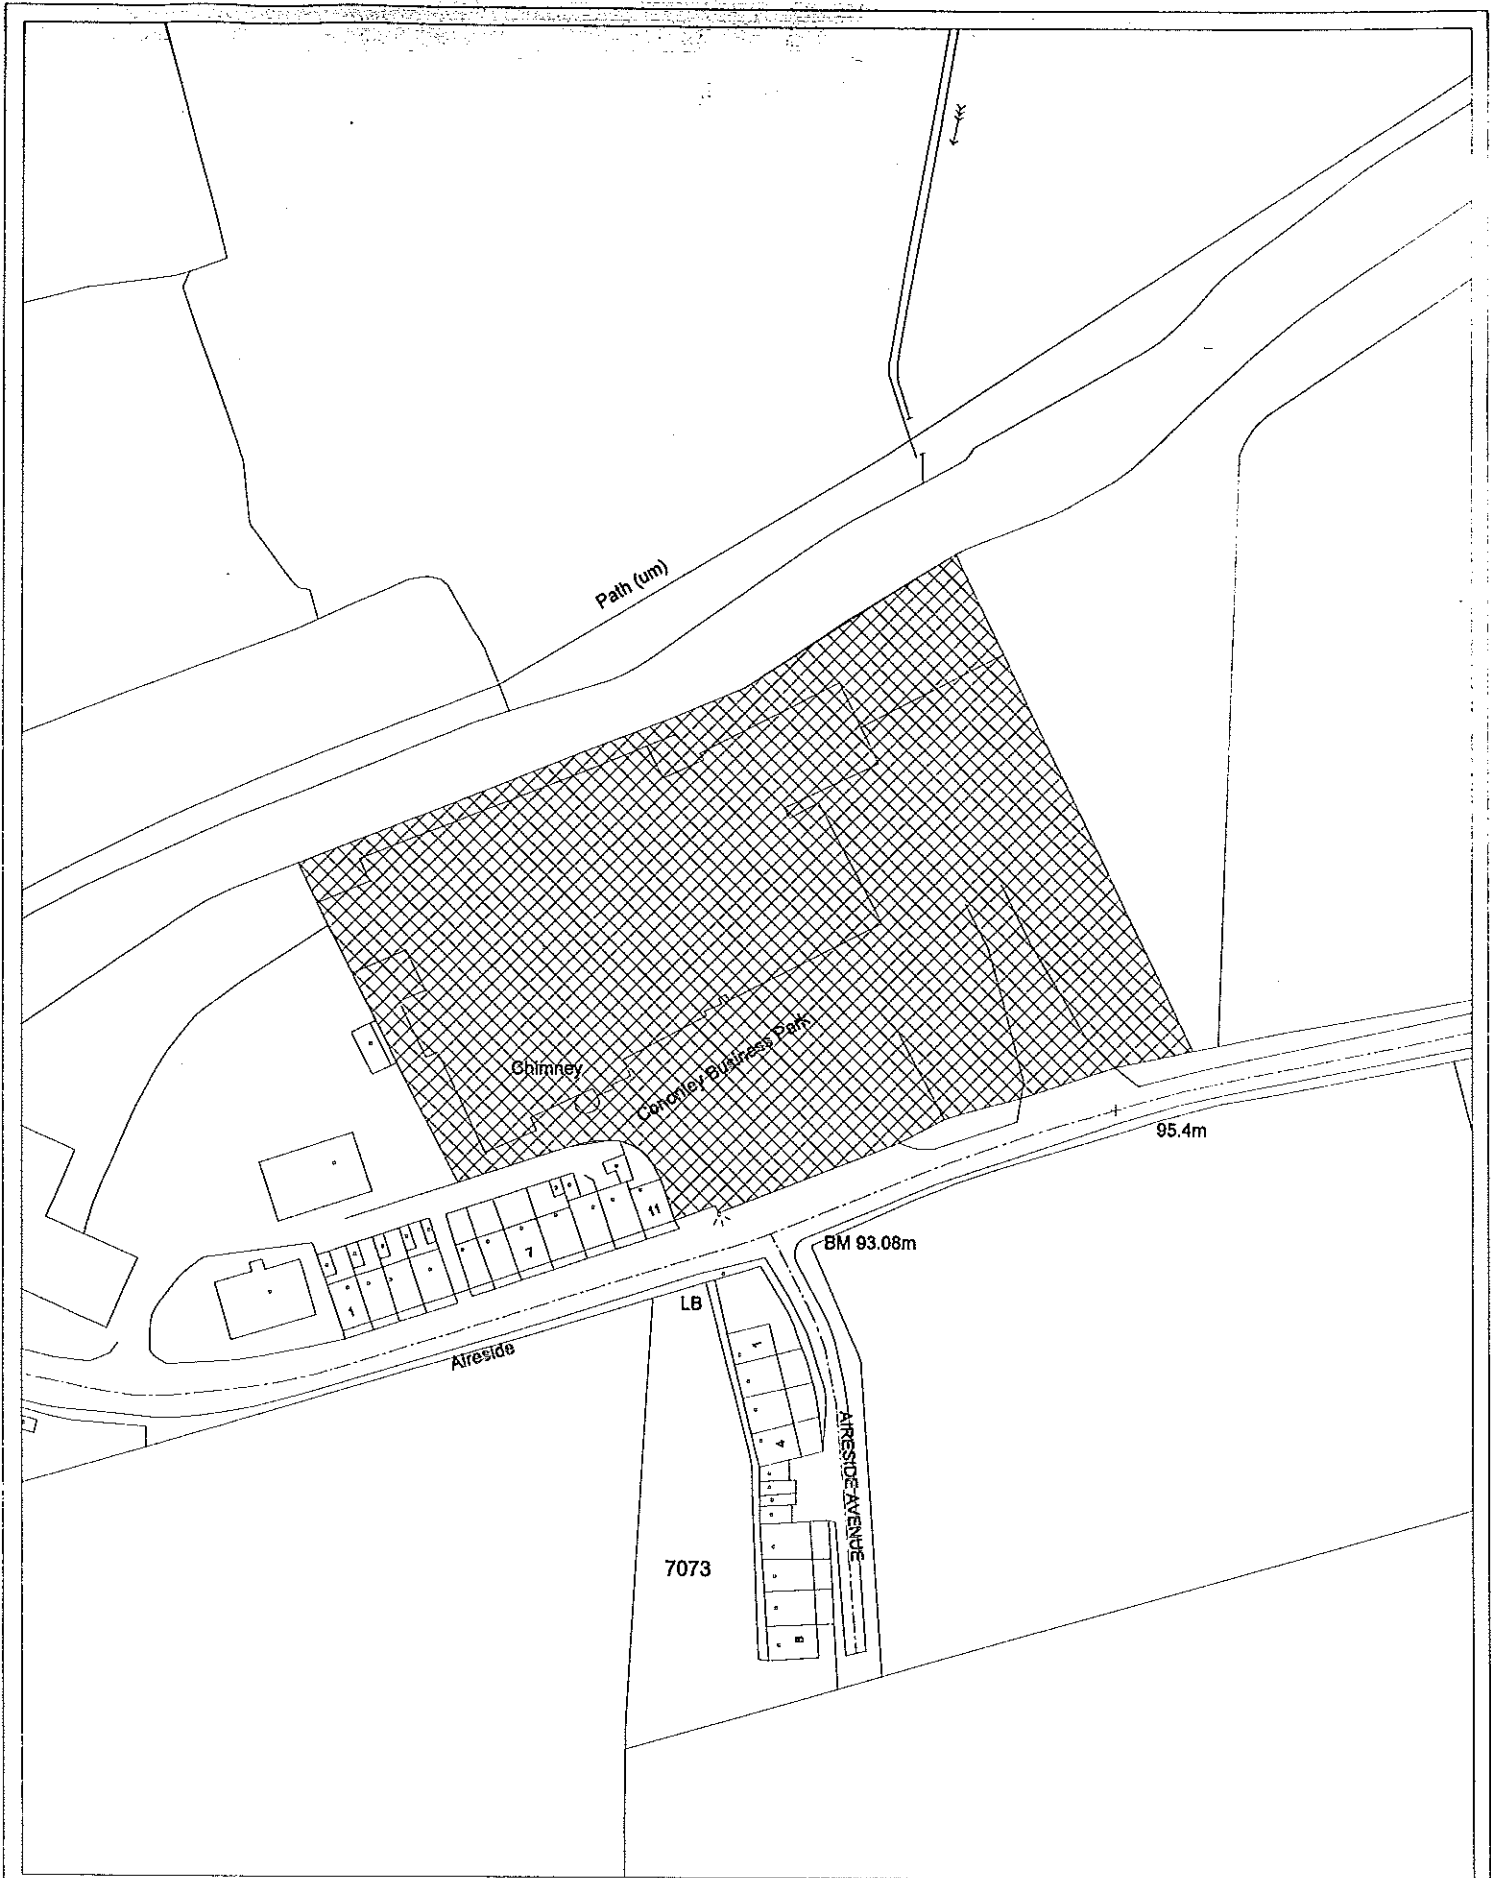 Path (um)
Chimney
Cononley Business Park
95.4m
11
7
1
BM 93.08m
LB
Aireside
1
4
AIRESIDE AVENUE
7073
8